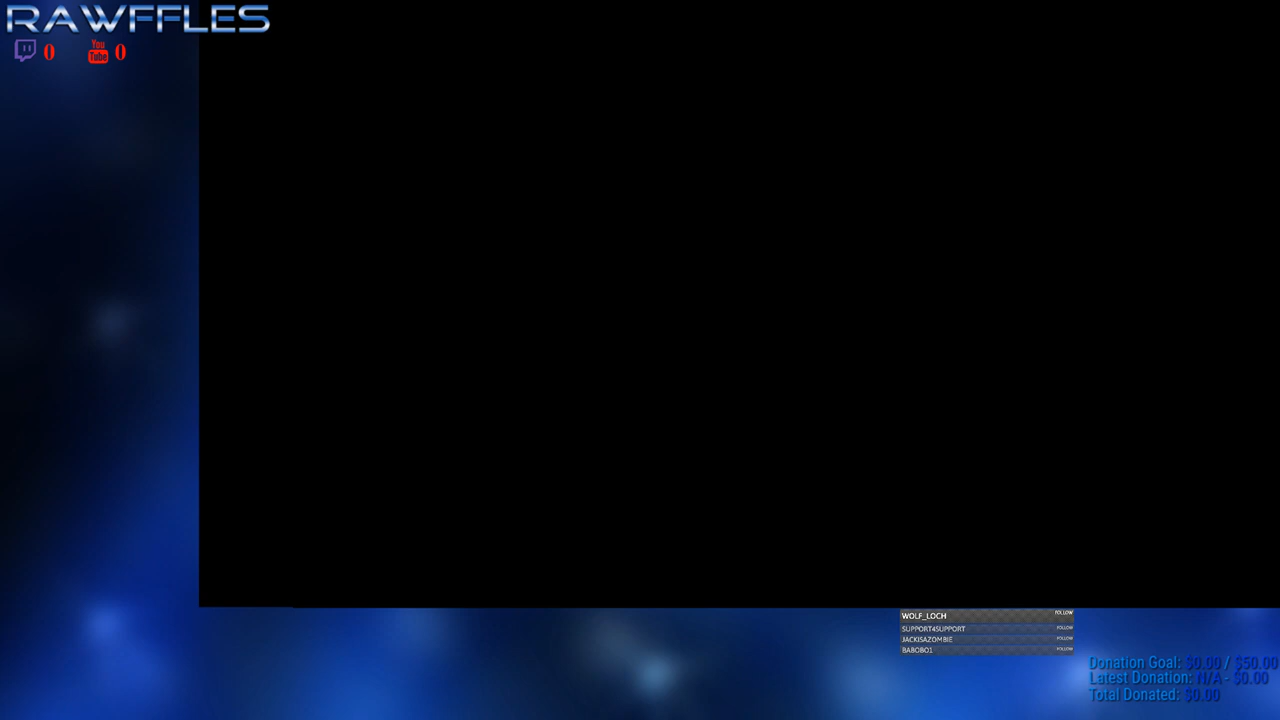 RAWFFLES
0 You Tube 0
WOLF_LOCH FOLLOW
SUPPORT4SUPPORT FOLLOW
JACKISAZOMBIE FOLLOW
BABOBO1 FOLLOW
Donation Goal: $0.00 / $50.00
Latest Donation: N/A - $0.00
Total Donated: $0.00